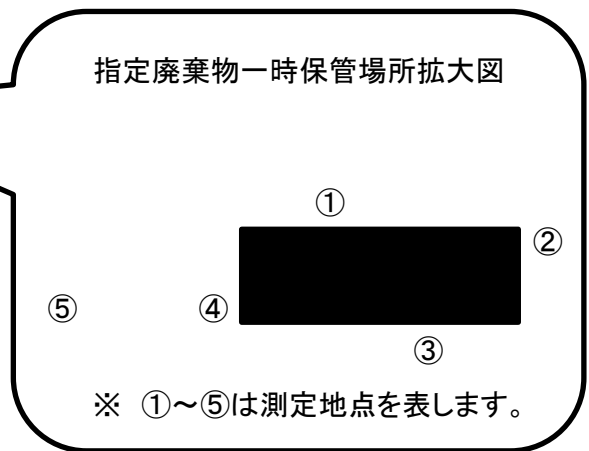 指定廃棄物一時保管場所拡大図
①
②
⑤ ④
③
※ ①～⑤は測定地点を表します。